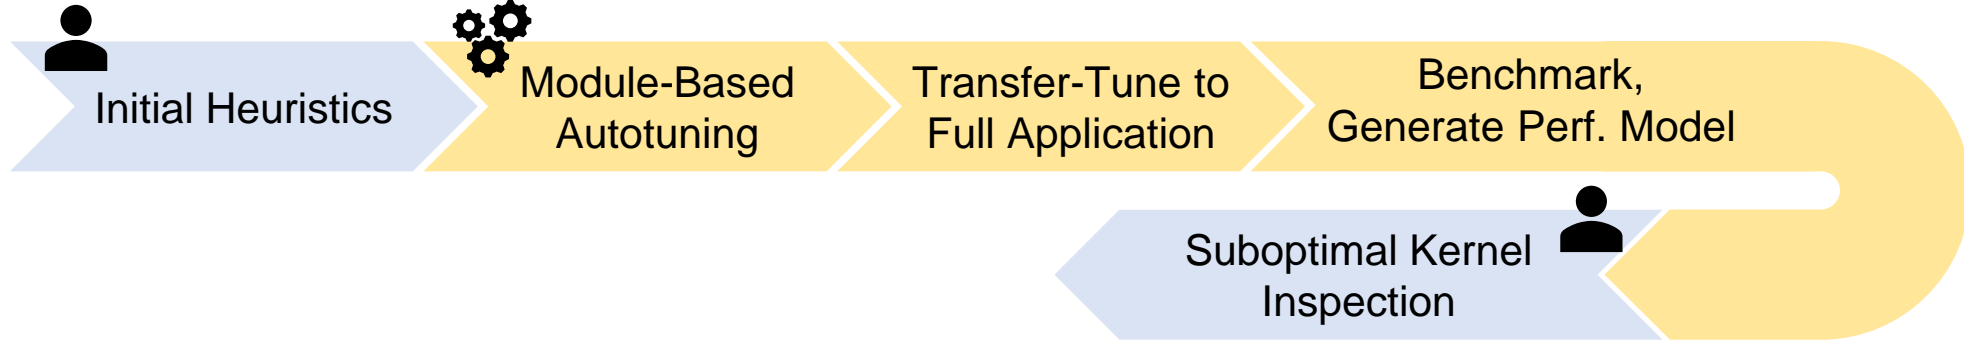 Initial Heuristics
Module-Based
Autotuning
Transfer-Tune to
Full Application
Benchmark,
Generate Perf. Model
Suboptimal Kernel
Inspection